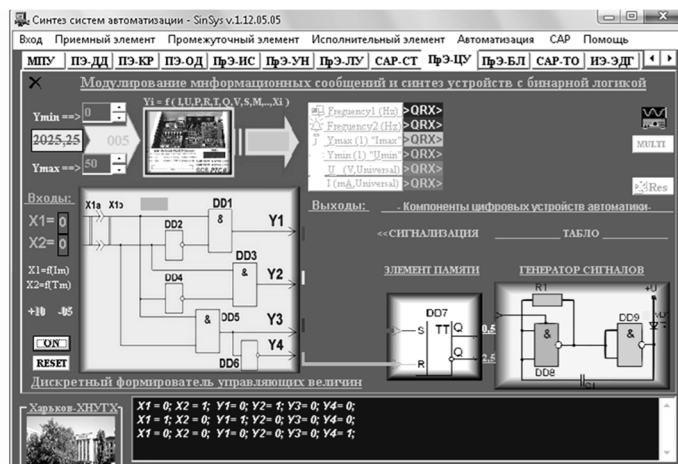 Синтез систем автоматизации - SinSys v.1.12.05.05
Вход Приемный элемент Промежуточный элемент Исполнительный элемент Автоматизация САР Помощь
МПУ ПЭ-ДД ПЭ-КР ПЭ-ОД ПрЭ-ИС ПрЭ-УН ПрЭ-ЛУ САР-СТ ПрЭ-ЦУ ПрЭ-БЛ САР-ТО ИЭ-ЭДГ
Модулирование информационных сообщений и синтез устройств с бинарной логикой
Yi = f ( I,U,P,R,T,Q,V,S,M,..,Xi )
Ymin ==> 0
2025,25 005
Ymax ==> 50
Freguency1 (Hz) >QRX>
Freguency2 (Hz) >QRX>
Ymax (1) "Imax" >QRX>
Ymin (1) "Umin" >QRX>
U (V,Universal) >QRX>
I (mA,Universal) >QRX>
MULTI
Res
Входы:
X1= 0
X2= 0
X1=f(Im)
X2=f(Tm)
+10 -05
ON
RESET
X1a X1b
DD1
&
Y1
DD2
DD3
&
Y2
DD4
DD5
&
Y3
Y4
DD6
Выходы: - Компоненты цифровых устройств автоматики-
<<СИГНАЛИЗАЦИЯ ТАБЛО
ЭЛЕМЕНТ ПАМЯТИ ГЕНЕРАТОР СИГНАЛОВ
DD7
S TT Q
R Q
0,5
2,5
R1
+U
&
DD8
&
DD9
C1
Дискретный формирователь управляющих величин
Харьков-ХНУГХ
X1 = 0; X2 = 1; Y1= 0; Y2= 1; Y3= 0; Y4= 0;
X1 = 1; X2 = 0; Y1= 1; Y2= 0; Y3= 0; Y4= 1;
X1 = 0; X2 = 0; Y1= 0; Y2= 0; Y3= 0; Y4= 1;